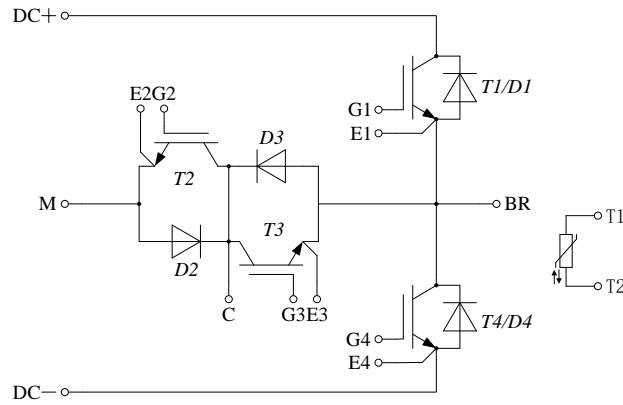 DC+
T1/D1
E2G2
G1
D3
E1
T2
M
BR
T3
T1
D2
T2
C
G3E3
T4/D4
G4
E4
DC−